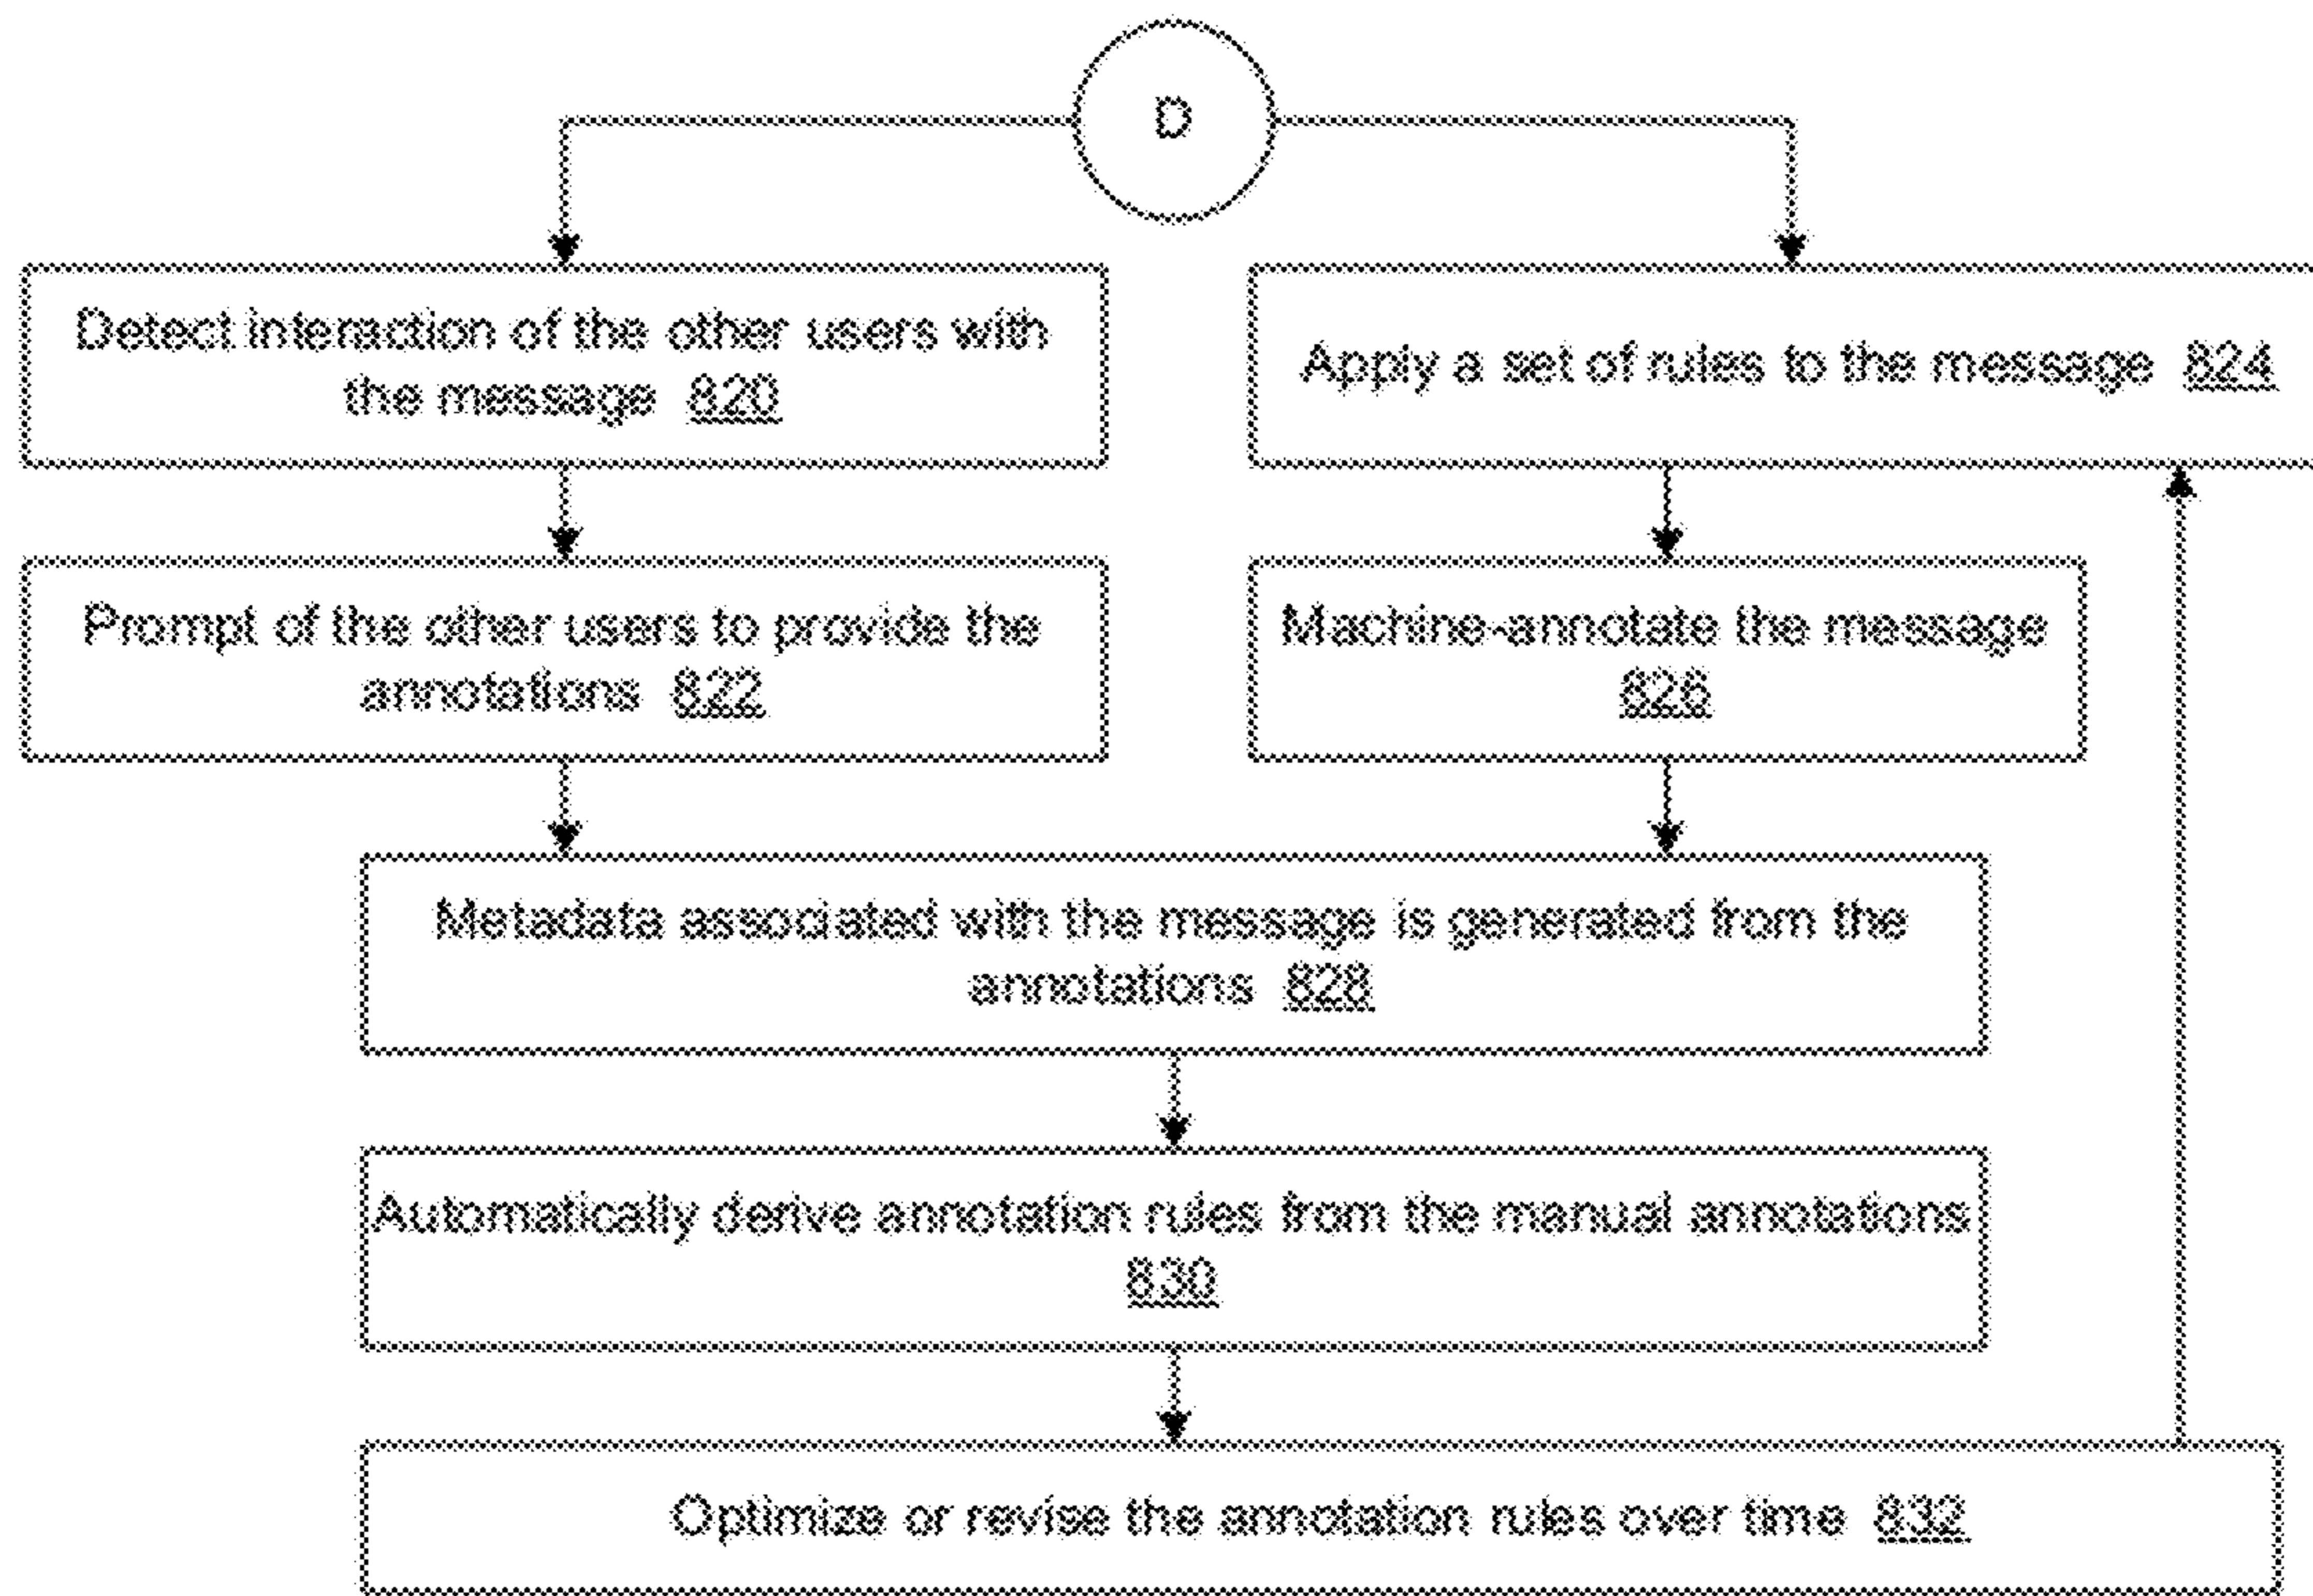 D
Detect interaction of the other users with
the message 820
Apply a set of rules to the message 824
Prompt of the other users to provide the
annotations 822
Machine-annotate the message
826
Metadata associated with the message is generated from the
annotations 828
Automatically derive annotation rules from the manual annotations
830
Optimize or revise the annotation rules over time 832